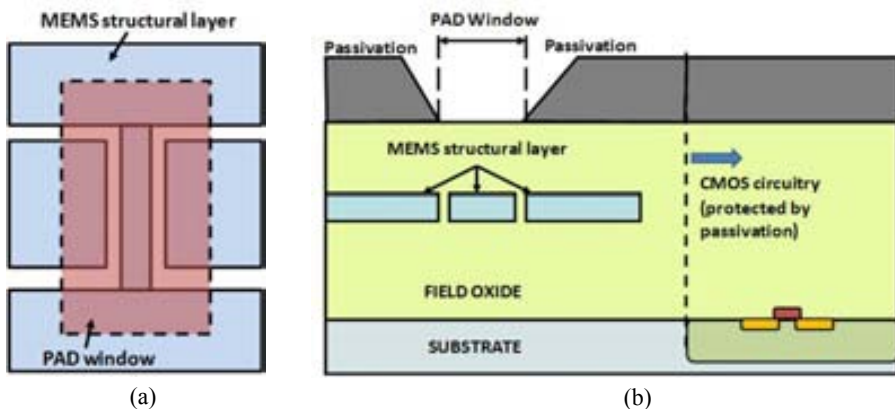 MEMS structural layer
PAD window
(a)
PAD Window
Passivation
Passivation
MEMS structural layer
CMOS circuitry
(protected by
passivation)
FIELD OXIDE
SUBSTRATE
(b)